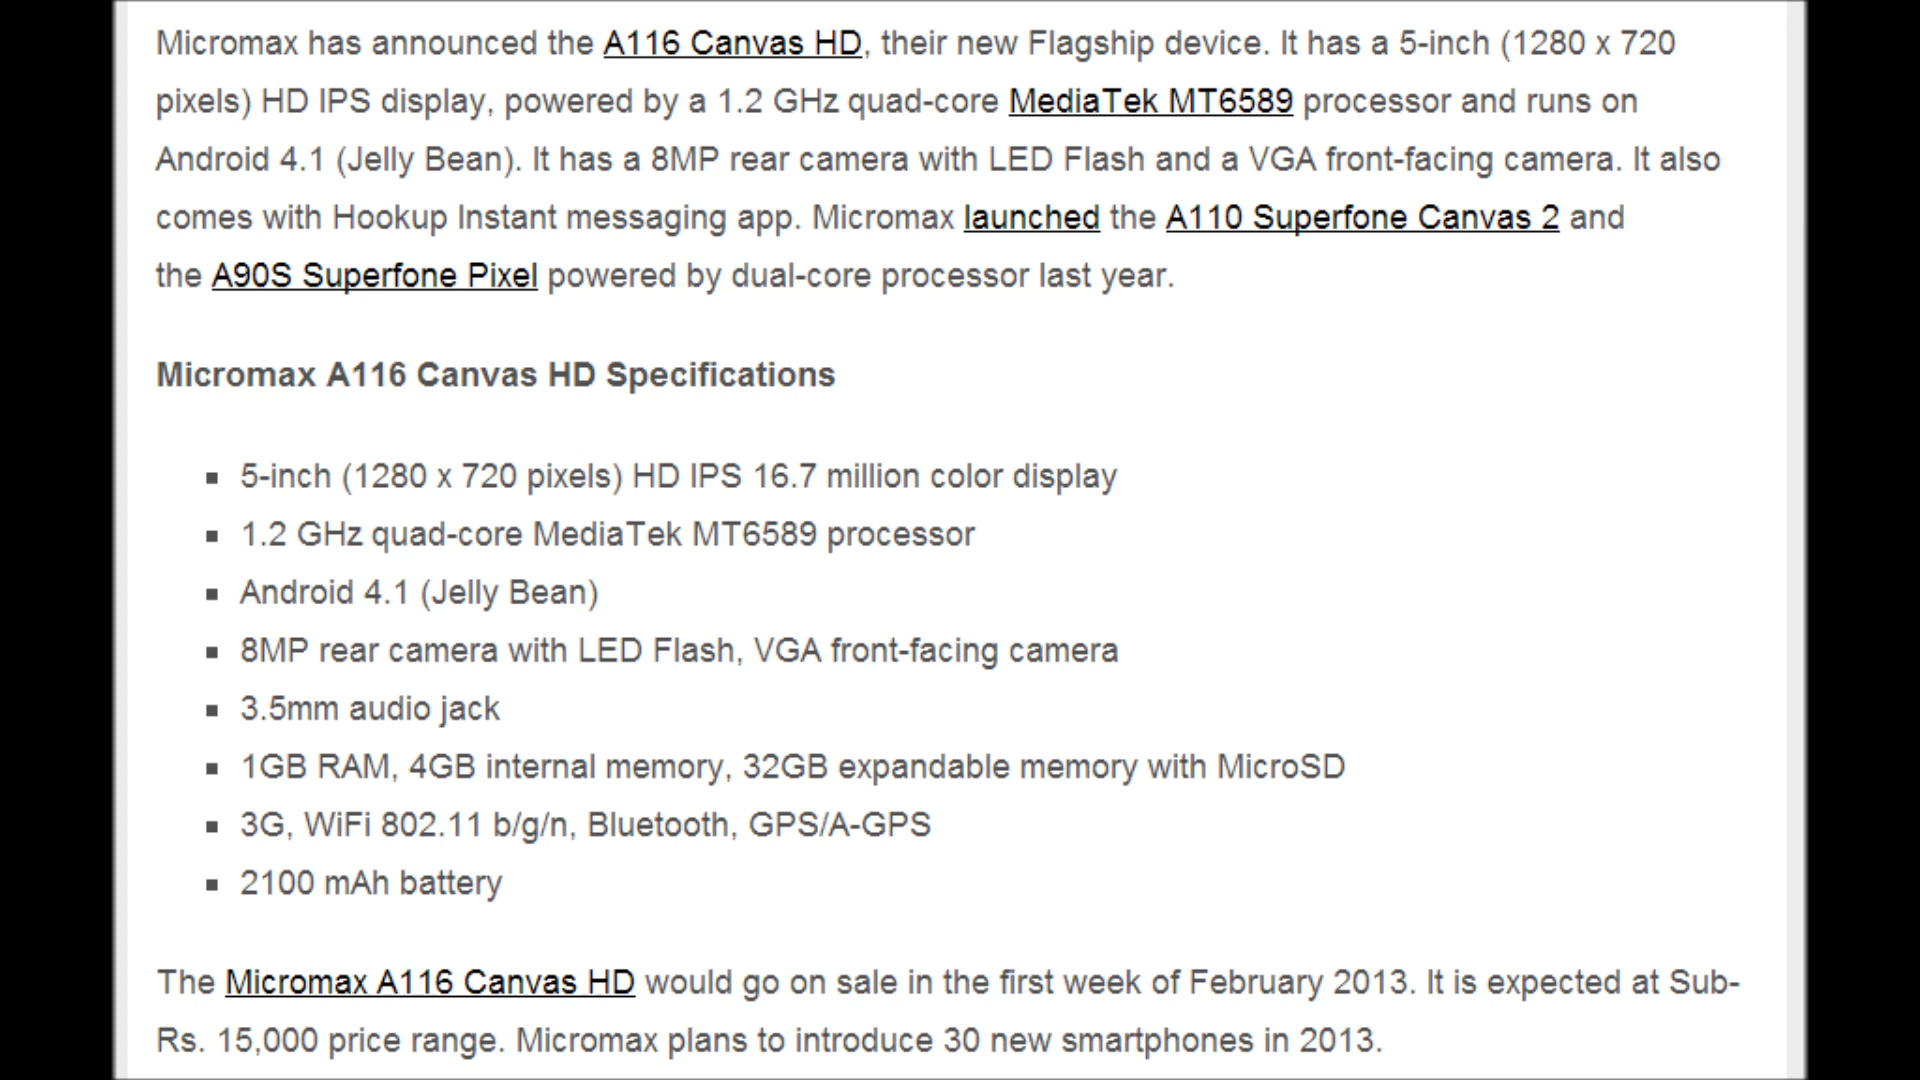 Micromax has announced the A116 Canvas HD, their new Flagship device. It has a 5-inch (1280 x 720
pixels) HD IPS display, powered by a 1.2 GHz quad-core MediaTek MT6589 processor and runs on
Android 4.1 (Jelly Bean). It has a 8MP rear camera with LED Flash and a VGA front-facing camera. It also
comes with Hookup Instant messaging app. Micromax launched the A110 Superfone Canvas 2 and
the A90S Superfone Pixel powered by dual-core processor last year.
Micromax A116 Canvas HD Specifications
▪ 5-inch (1280 x 720 pixels) HD IPS 16.7 million color display
▪ 1.2 GHz quad-core MediaTek MT6589 processor
▪ Android 4.1 (Jelly Bean)
▪ 8MP rear camera with LED Flash, VGA front-facing camera
▪ 3.5mm audio jack
▪ 1GB RAM, 4GB internal memory, 32GB expandable memory with MicroSD
▪ 3G, WiFi 802.11 b/g/n, Bluetooth, GPS/A-GPS
▪ 2100 mAh battery
The Micromax A116 Canvas HD would go on sale in the first week of February 2013. It is expected at Sub-
Rs. 15,000 price range. Micromax plans to introduce 30 new smartphones in 2013.